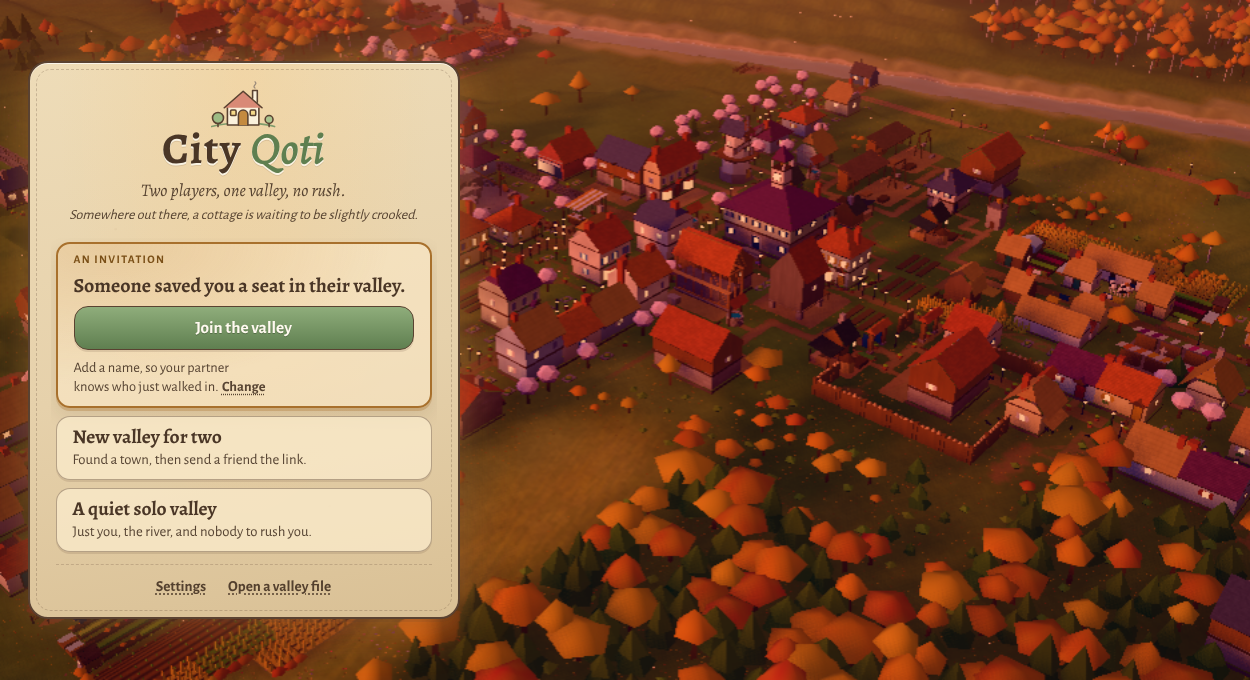 City Qoti
Two players, one valley, no rush.
Somewhere out there, a cottage is waiting to be slightly crooked.
AN INVITATION
Someone saved you a seat in their valley.
Join the valley
Add a name, so your partner
knows who just walked in. Change
New valley for two
Found a town, then send a friend the link.
A quiet solo valley
Just you, the river, and nobody to rush you.
Settings Open a valley file